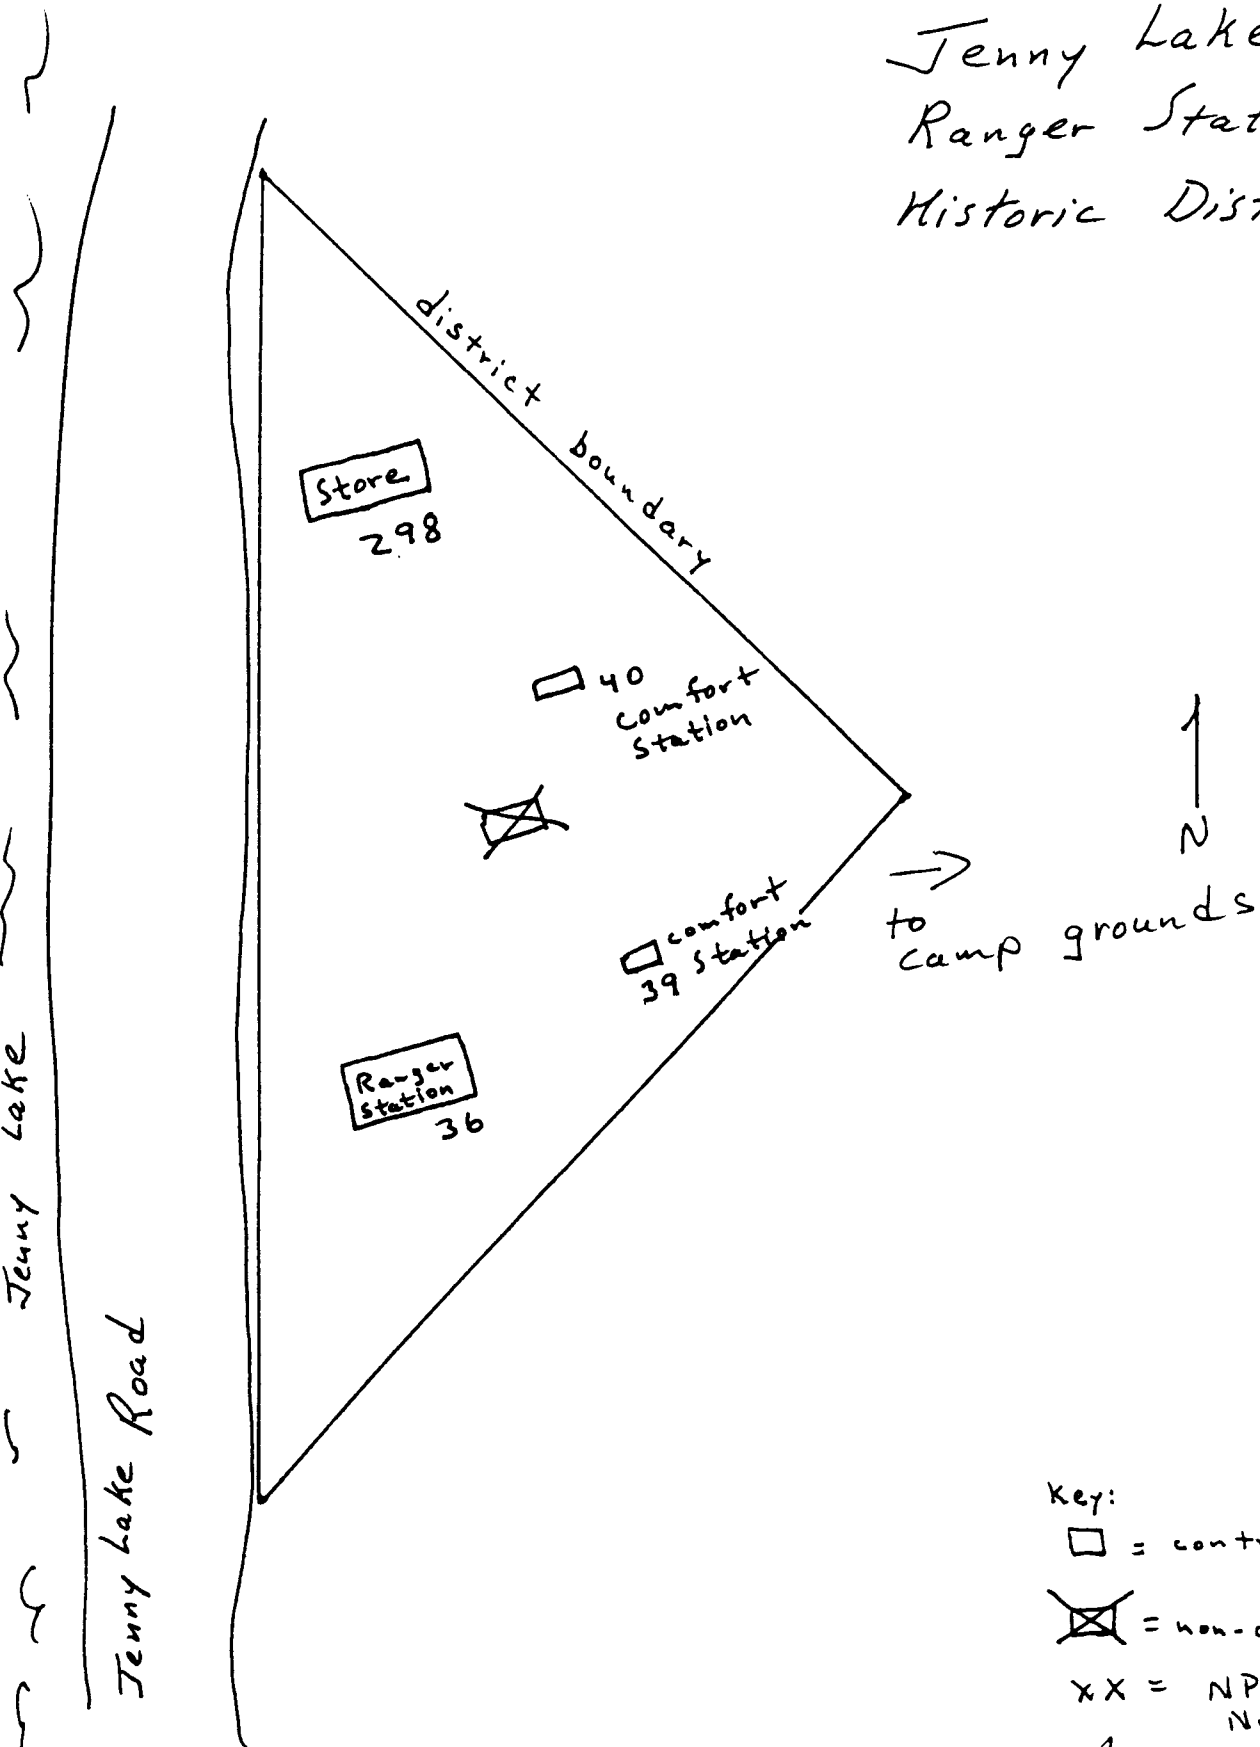 Jenny Lake
Ranger Stat
Historic Dist
district boundary
Store
298
40
comfort
station
comfort
39 station
Ranger
station
36
N
to
camp grounds
Jenny Lake
Jenny Lake Road
Key:
= cont
= non-c
xx = NP
N